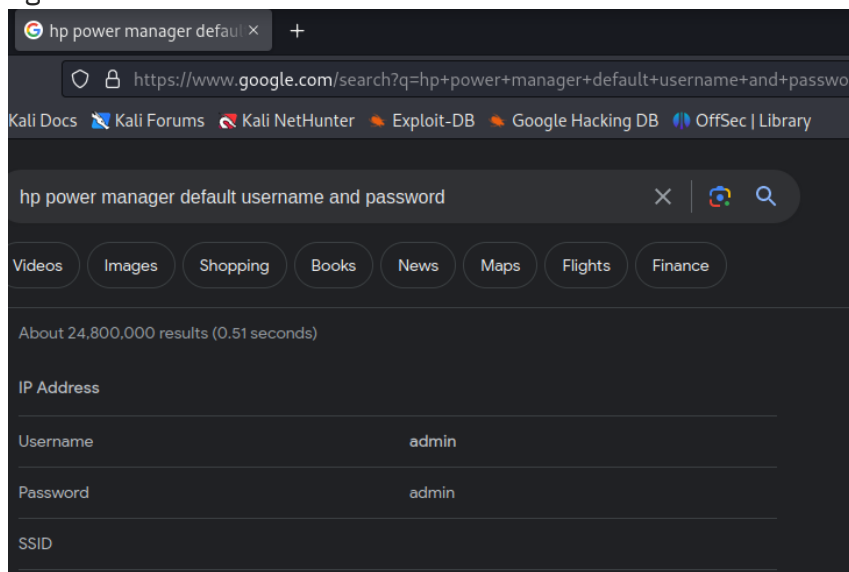 hp power manager defaul
https://www.google.com/search?q=hp+power+manager+default+username+and+passwo
Kali Docs Kali Forums Kali NetHunter Exploit-DB Google Hacking DB OffSec | Library
hp power manager default username and password
Videos Images Shopping Books News Maps Flights Finance
About 24,800,000 results (0.51 seconds)
IP Address
Username admin
Password admin
SSID